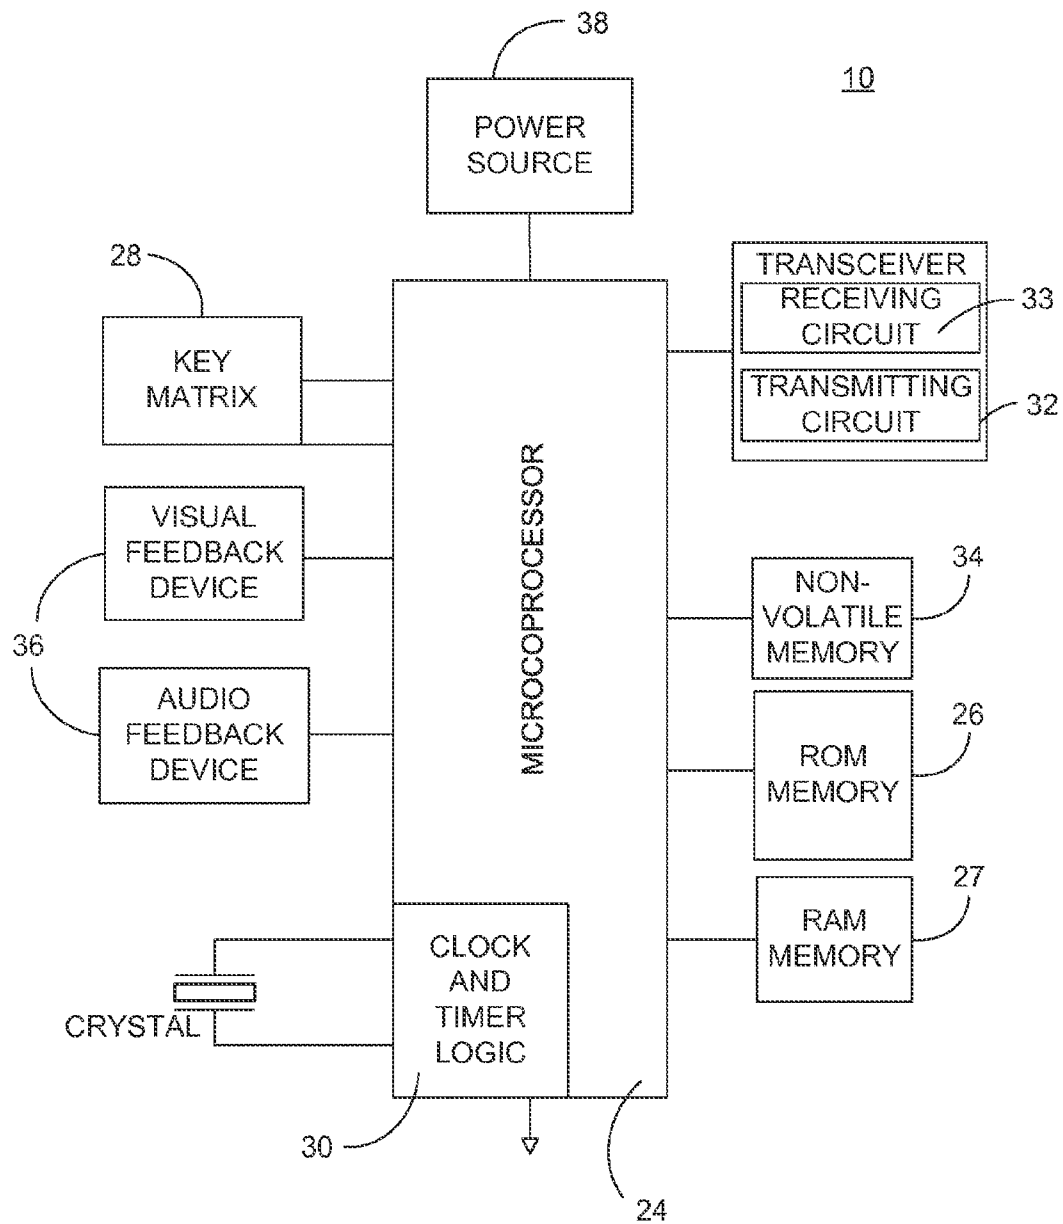 38
10
POWER
SOURCE
28
TRANSCEIVER
RECEIVING
CIRCUIT
33
KEY
MATRIX
TRANSMITTING
CIRCUIT
32
VISUAL
FEEDBACK
DEVICE
36
AUDIO
FEEDBACK
DEVICE
MICROCOPROCESSOR
NON-
VOLATILE
MEMORY
34
ROM
MEMORY
26
RAM
MEMORY
27
CLOCK
AND
TIMER
LOGIC
CRYSTAL
30
24